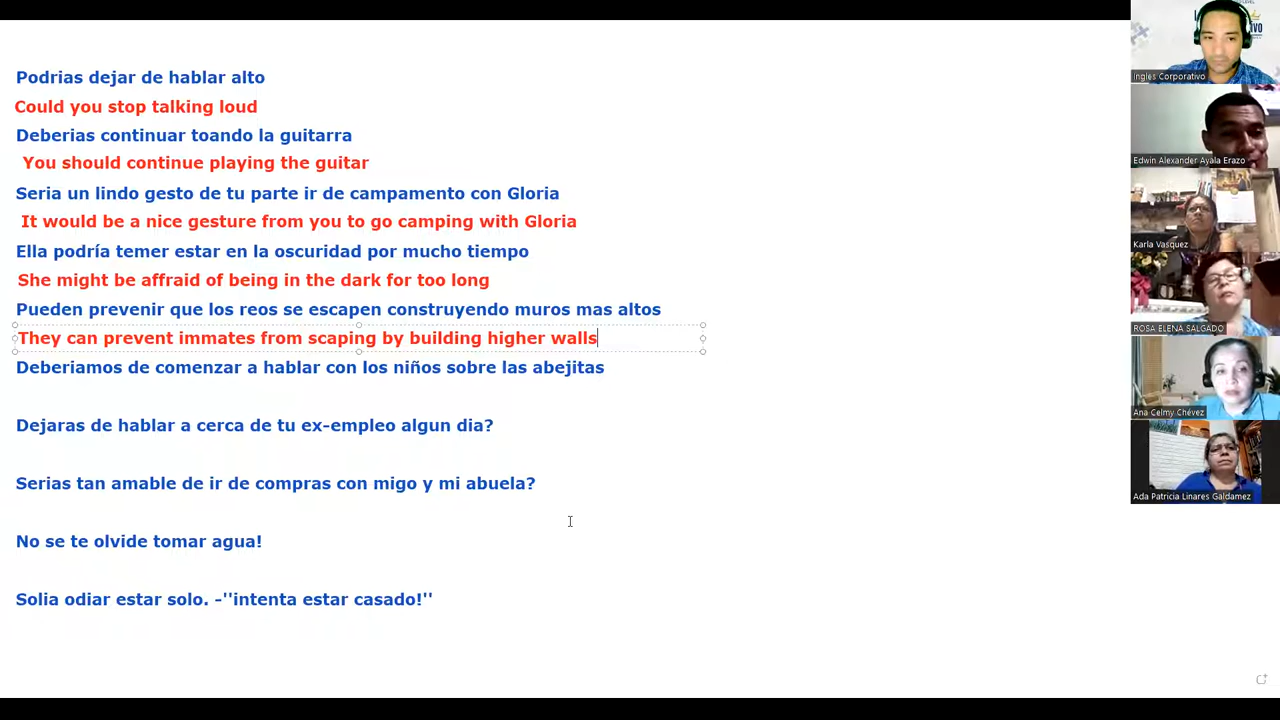 Podrias dejar de hablar alto
Could you stop talking loud
Deberias continuar toando la guitarra
You should continue playing the guitar
Seria un lindo gesto de tu parte ir de campamento con Gloria
It would be a nice gesture from you to go camping with Gloria
Ella podría temer estar en la oscuridad por mucho tiempo
She might be affraid of being in the dark for too long
Pueden prevenir que los reos se escapen construyendo muros mas altos
They can prevent immates from scaping by building higher walls
Deberiamos de comenzar a hablar con los niños sobre las abejitas
Dejaras de hablar a cerca de tu ex-empleo algun dia?
Serias tan amable de ir de compras con migo y mi abuela?
No se te olvide tomar agua!
Solia odiar estar solo. -''intenta estar casado!''
Ingles Corporativo
Edwin Alexander Ayala Erazo
Karla Vasquez
ROSA ELENA SALGADO
Ana Celmy Chévez
Ada Patricia Linares Galdamez